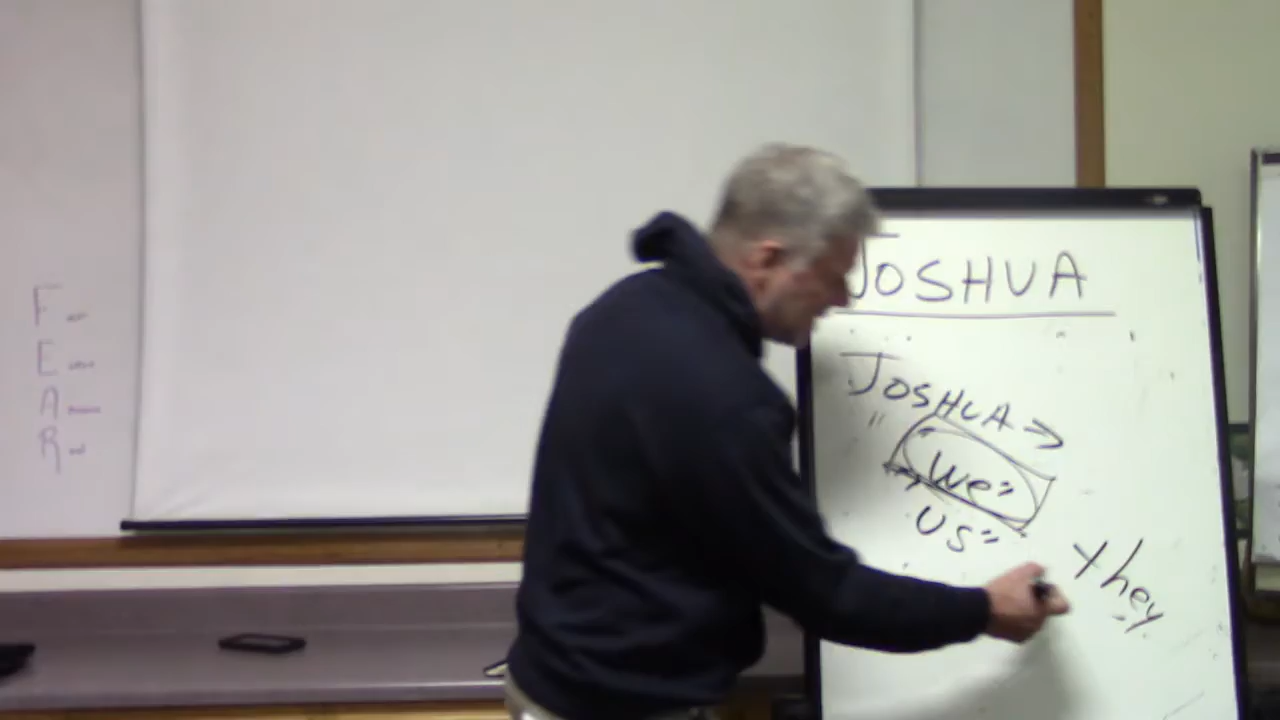 F
E
A
R
JOSHUA
JOSHUA →
"We"
US"
They